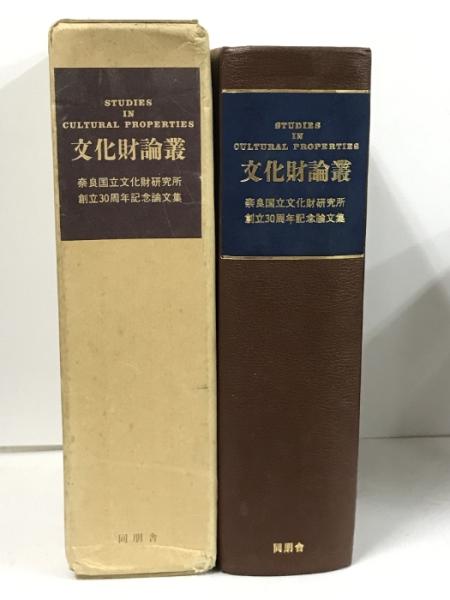 STUDIES
IN
CULTURAL PROPERTIES
文化財論叢
奈良国立文化財研究所
創立30周年記念論文集
同朋舎
STUDIES
IN
CULTURAL PROPERTIES
文化財論叢
奈良国立文化財研究所
創立30周年記念論文集
同朋舎